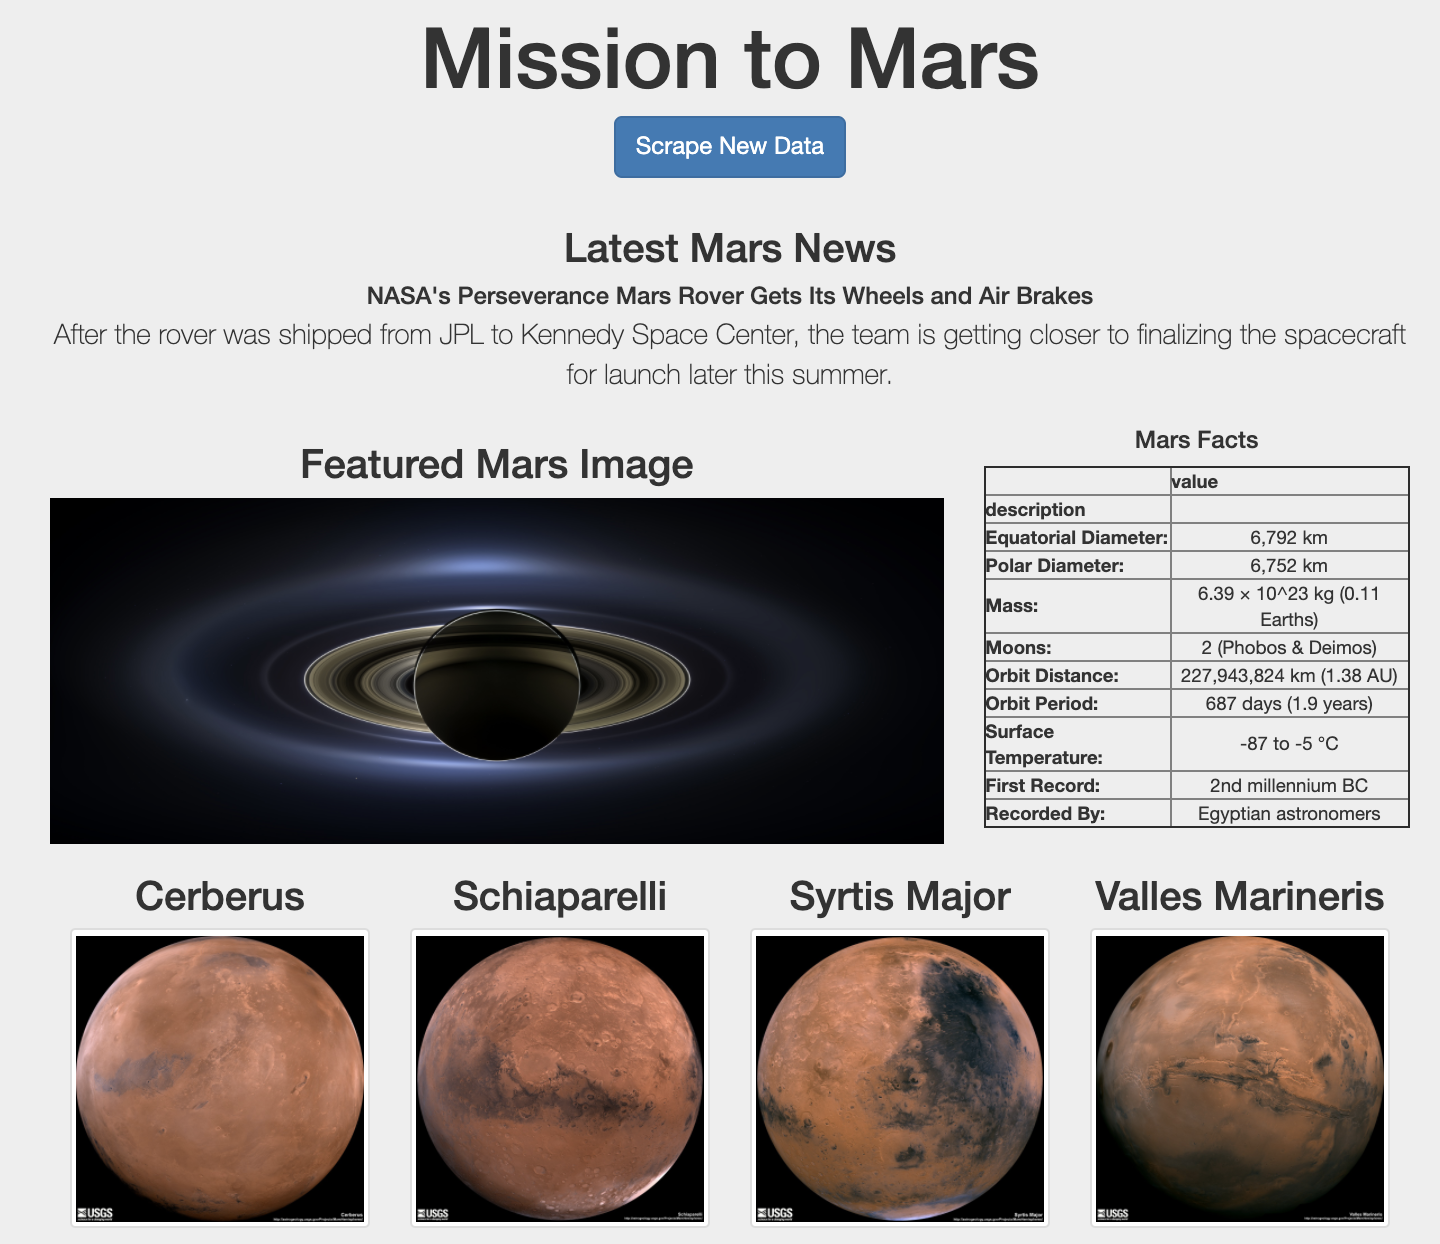 Mission to Mars
Scrape New Data
Latest Mars News
NASA's Perseverance Mars Rover Gets Its Wheels and Air Brakes
After the rover was shipped from JPL to Kennedy Space Center, the team is getting closer to finalizing the spacecraft
for launch later this summer.
Featured Mars Image
Mars Facts
value
description
Equatorial Diameter: 6,792 km
Polar Diameter: 6,752 km
Mass: 6.39 × 10^23 kg (0.11
Earths)
Moons: 2 (Phobos & Deimos)
Orbit Distance: 227,943,824 km (1.38 AU)
Orbit Period: 687 days (1.9 years)
Surface
Temperature: -87 to -5 °C
First Record: 2nd millennium BC
Recorded By: Egyptian astronomers
Cerberus
Schiaparelli
Syrtis Major
Valles Marineris
USGS
Cerberus
USGS
Schiaparelli
USGS
Syrtis Major
USGS
Valles Marineris